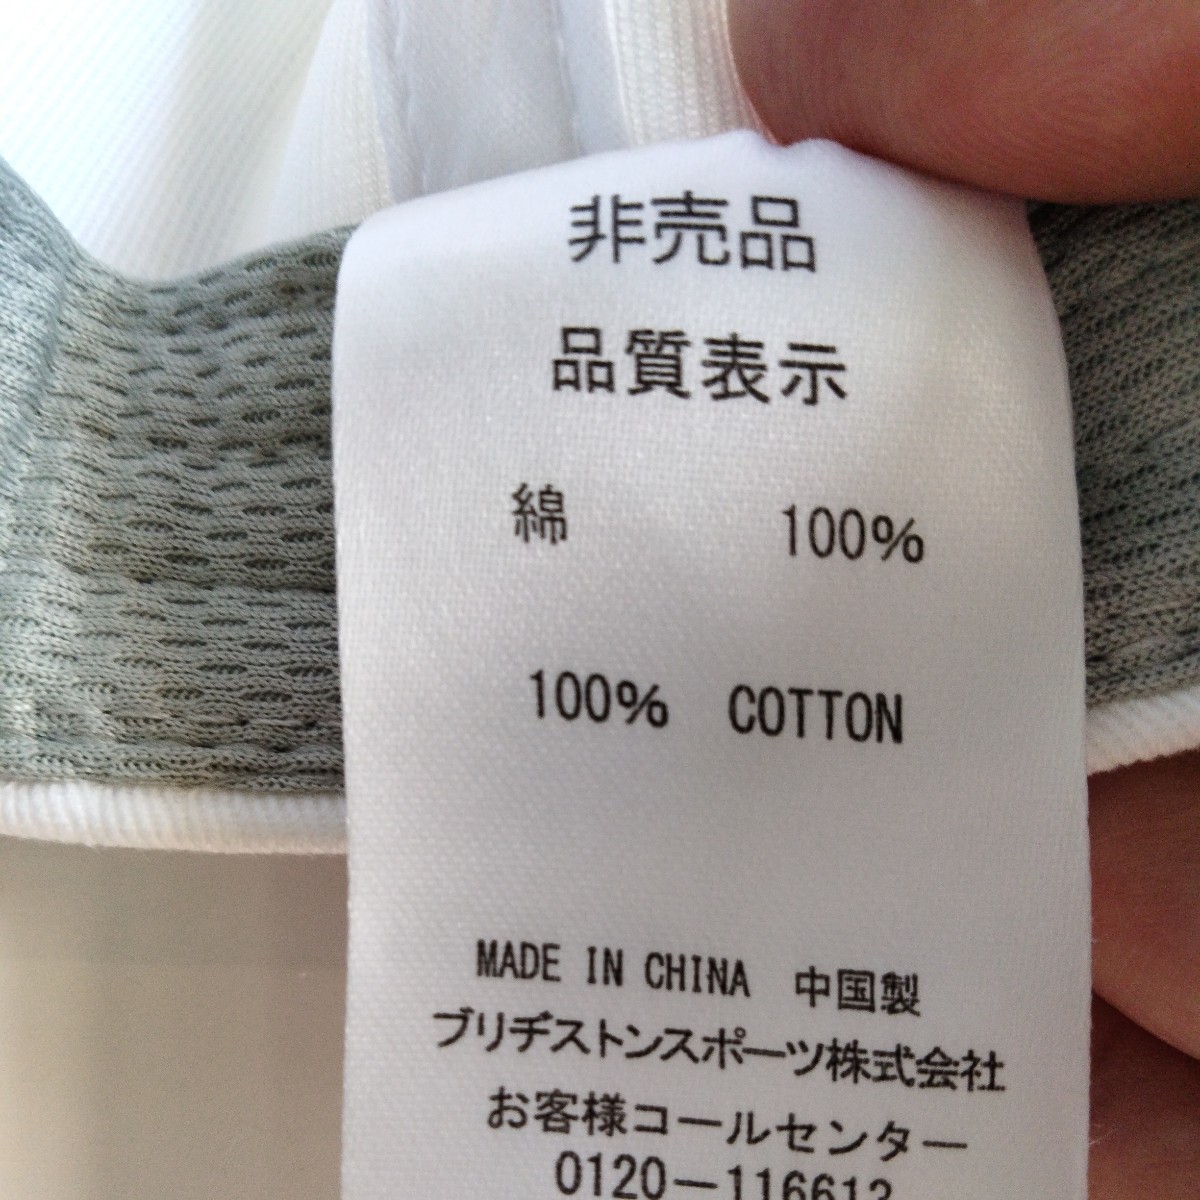 非売品
品質表示
綿 100%
100% COTTON
MADE IN CHINA 中国製
ブリヂストンスポーツ株式会社
お客様コールセンター
0120-116613